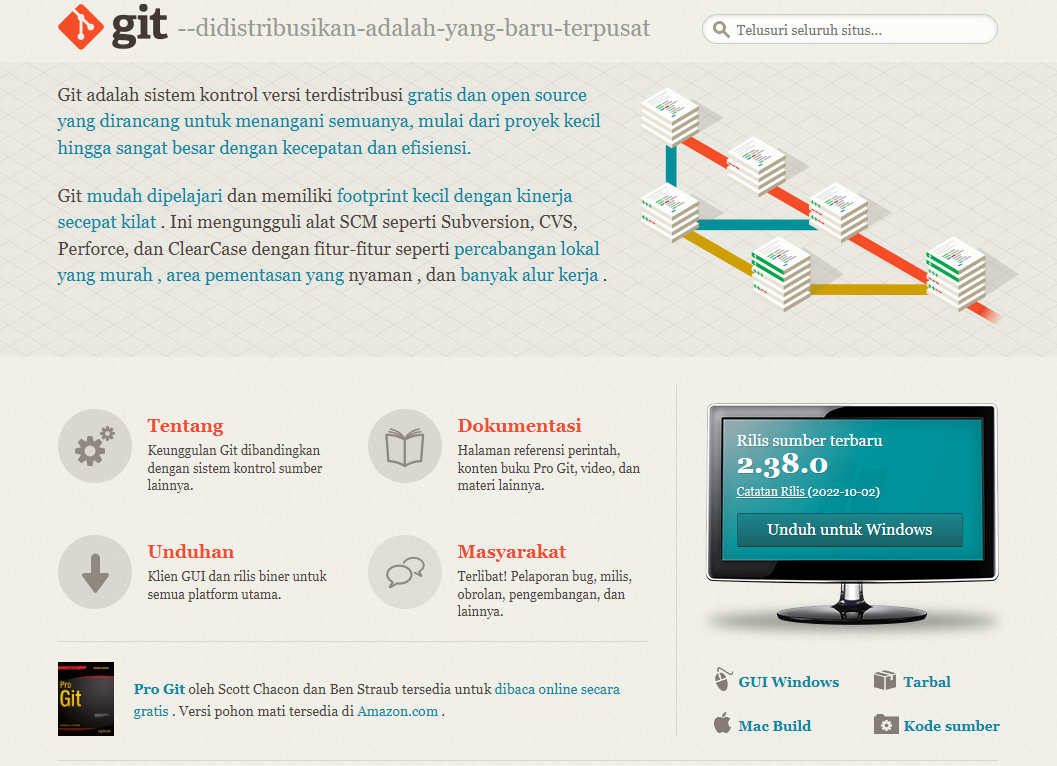 git --didistribusikan-adalah-yang-baru-terpusat
Telusuri seluruh situs...
Git adalah sistem kontrol versi terdistribusi gratis dan open source
yang dirancang untuk menangani semuanya, mulai dari proyek kecil
hingga sangat besar dengan kecepatan dan efisiensi.
Git mudah dipelajari dan memiliki footprint kecil dengan kinerja
secepat kilat . Ini mengungguli alat SCM seperti Subversion, CVS,
Perforce, dan ClearCase dengan fitur-fitur seperti percabangan lokal
yang murah , area pementasan yang nyaman , dan banyak alur kerja .
Tentang
Keunggulan Git dibandingkan
dengan sistem kontrol sumber
lainnya.
Dokumentasi
Halaman referensi perintah,
konten buku Pro Git, video, dan
materi lainnya.
Unduhan
Klien GUI dan rilis biner untuk
semua platform utama.
Masyarakat
Terlibat! Pelaporan bug, milis,
obrolan, pengembangan, dan
lainnya.
Pro
Git
Pro Git oleh Scott Chacon dan Ben Straub tersedia untuk dibaca online secara
gratis . Versi pohon mati tersedia di Amazon.com .
Rilis sumber terbaru
2.38.0
Catatan Rilis (2022-10-02)
Unduh untuk Windows
GUI Windows
Tarbal
Mac Build
Kode sumber